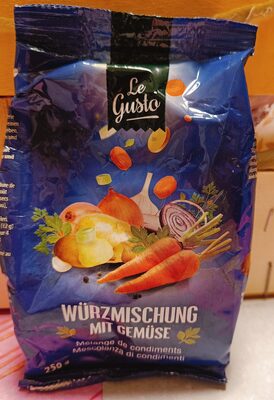 Le
Gusto
WÜRZMISCHUNG
MIT GEMÜSE
Mélange de condiments
Mescolanza di condimenti
250 g